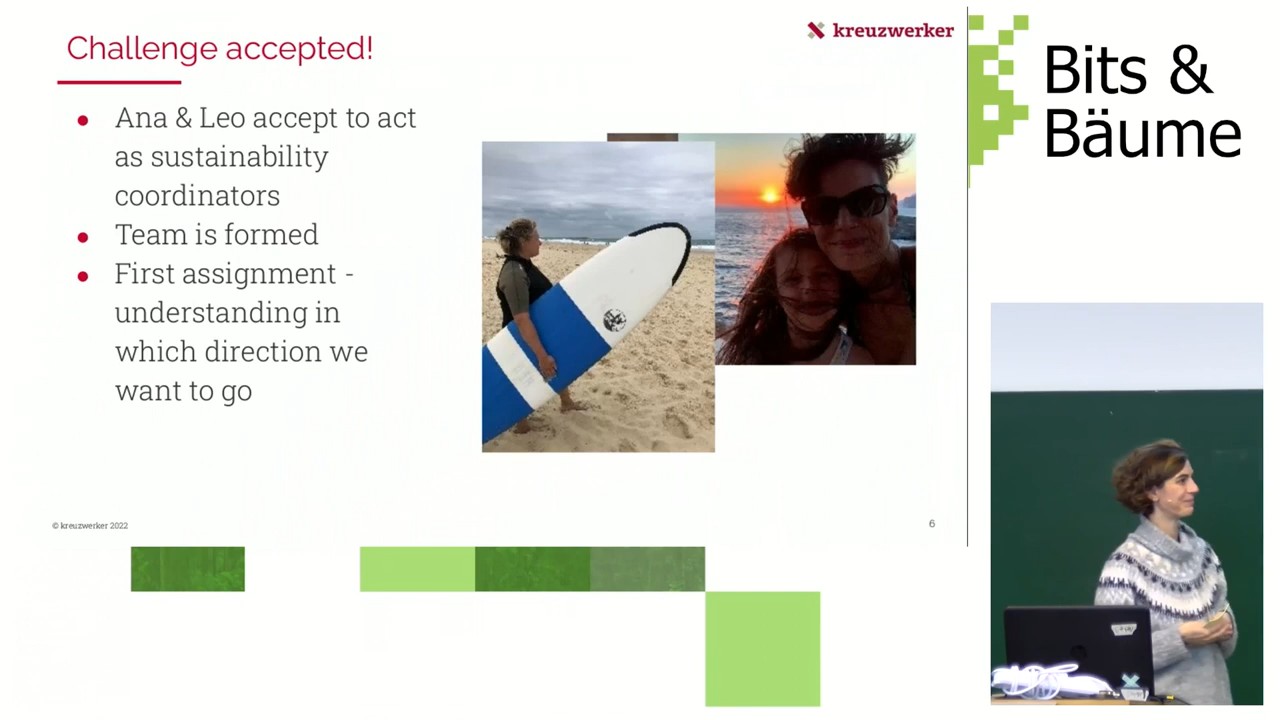 Challenge accepted!
kreuzwerker
Bits &
Bäume
● Ana & Leo accept to act
as sustainability
coordinators
● Team is formed
● First assignment -
understanding in
which direction we
want to go
© kreuzwerker 2022
6